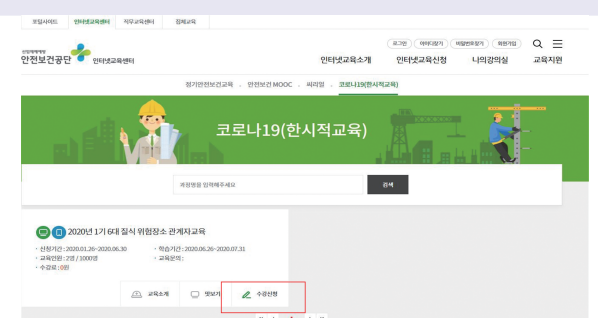 포털사이트 인터넷교육센터 직무교육센터 집체교육
로그인 아이디찾기 비밀번호찾기 회원가입
안전보건공단 인터넷교육센터
인터넷교육소개 인터넷교육신청 나의강의실 교육지원
정기안전보건교육 안전보건 MOOC 씨리얼 코로나19(한시적교육)
코로나19(한시적교육)
과정명을 입력해주세요 검색
2020년 1기 6대 질식 위험장소 관계자교육
· 신청기간 : 2020.01.26~2020.06.30 · 학습기간 : 2020.06.26~2020.07.31
· 교육인원 : 2명 / 1000명 · 교육문의 :
· 수강료 : 0원
교육소개 맛보기 수강신청